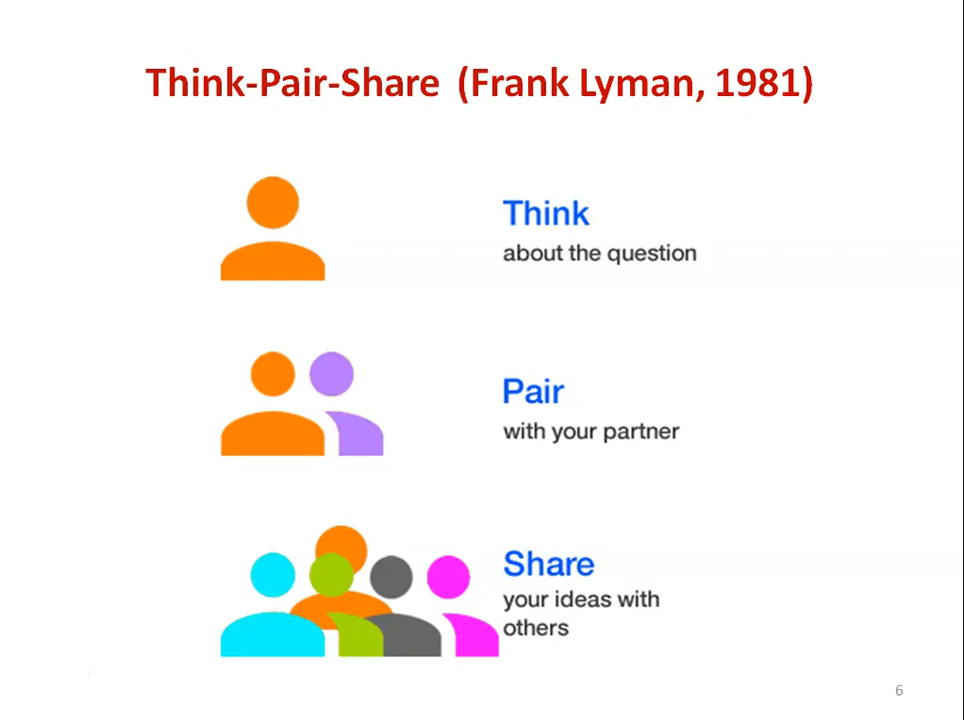 Think-Pair-Share (Frank Lyman, 1981)
Think
about the question
Pair
with your partner
Share
your ideas with
others
6